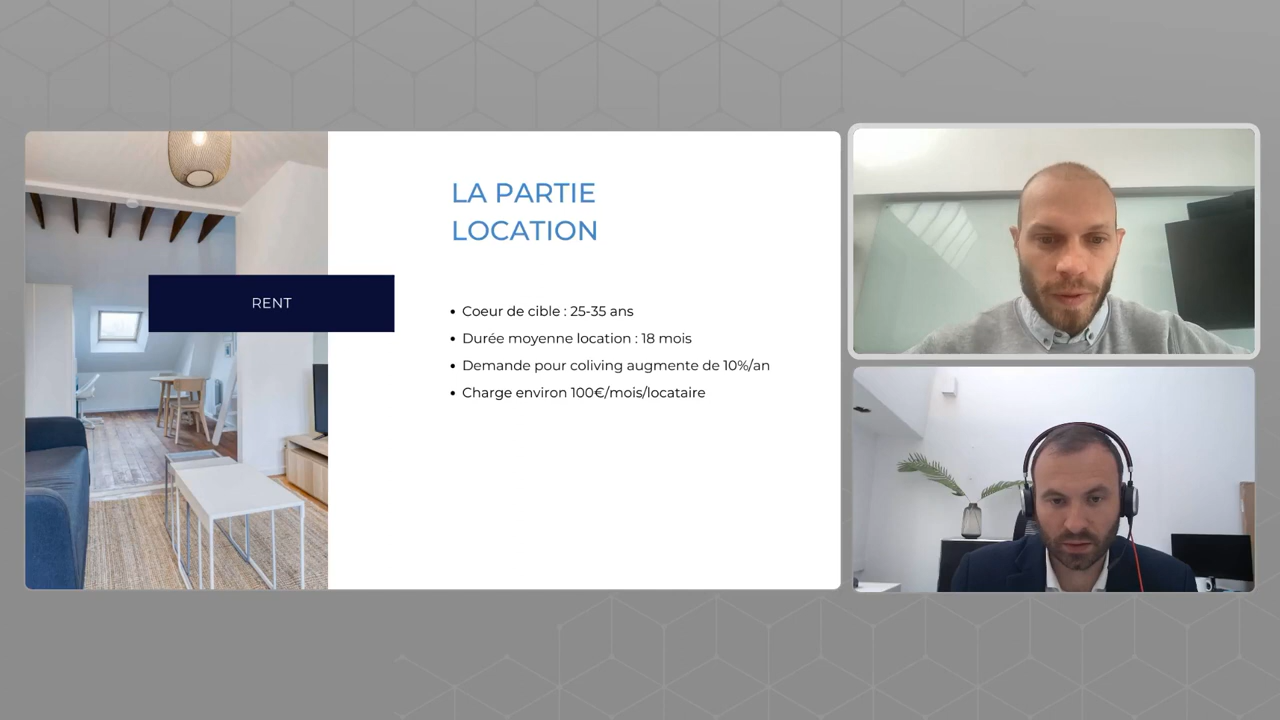 LA PARTIE
LOCATION
RENT
• Coeur de cible : 25-35 ans
• Durée moyenne location : 18 mois
• Demande pour coliving augmente de 10%/an
• Charge environ 100€/mois/locataire